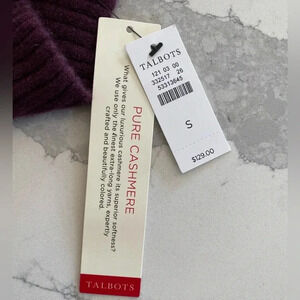 PURE CASHMERE
What gives our luxurious cashmere its superior softness?
We use only the finest extra-long yarns, expertly
crafted and beautifully colored.
TALBOTS
TALBOTS
121 03 00
332517 26
53313645
S
$129.00